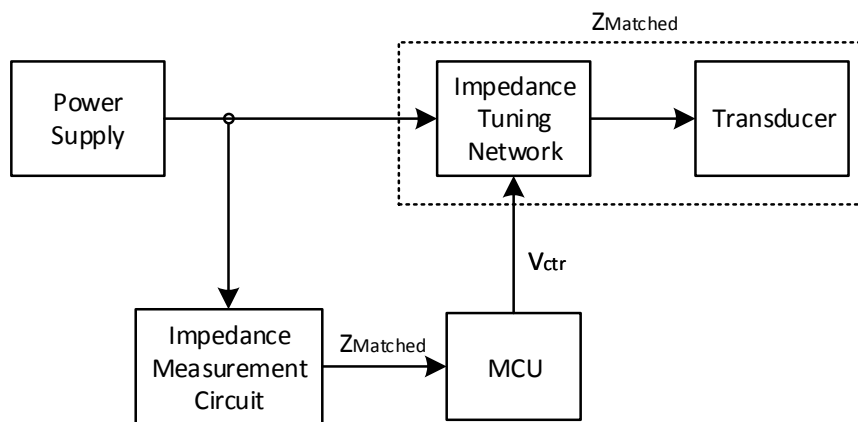 ZMatched
Power
Supply
Impedance
Tuning
Network
Transducer
Vctr
Impedance
Measurement
Circuit
ZMatched
MCU